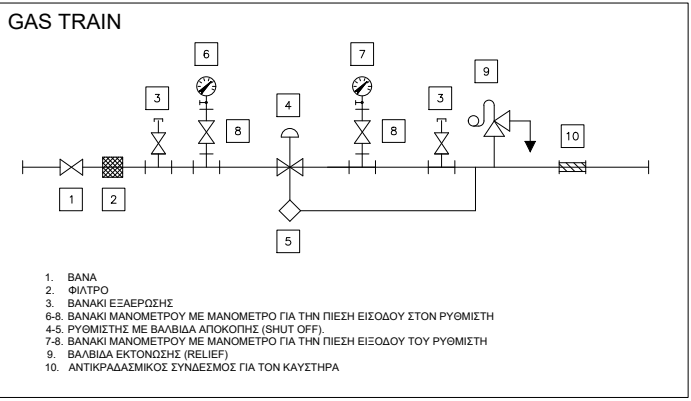 GAS TRAIN
6
7
9
3
4
3
8
8
10
1
2
5
1. ΒΑΝΑ
2. ΦΙΛΤΡΟ
3. ΒΑΝΑΚΙ ΕΞΑΕΡΩΣΗΣ
6-8. ΒΑΝΑΚΙ ΜΑΝΟΜΕΤΡΟΥ ΜΕ ΜΑΝΟΜΕΤΡΟ ΓΙΑ ΤΗΝ ΠΙΕΣΗ ΕΙΣΟΔΟΥ ΣΤΟΝ ΡΥΘΜΙΣΤΗ
4-5. ΡΥΘΜΙΣΤΗΣ ΜΕ ΒΑΛΒΙΔΑ ΑΠΟΚΟΠΗΣ (SHUT OFF).
7-8. ΒΑΝΑΚΙ ΜΑΝΟΜΕΤΡΟΥ ΜΕ ΜΑΝΟΜΕΤΡΟ ΓΙΑ ΤΗΝ ΠΙΕΣΗ ΕΙΞΟΔΟΥ ΤΟΥ ΡΥΘΜΙΣΤΗ
9. ΒΑΛΒΙΔΑ ΕΚΤΟΝΩΣΗΣ (RELIEF)
10. ΑΝΤΙΚΡΑΔΑΣΜΙΚΟΣ ΣΥΝΔΕΣΜΟΣ ΓΙΑ ΤΟΝ ΚΑΥΣΤΗΡΑ